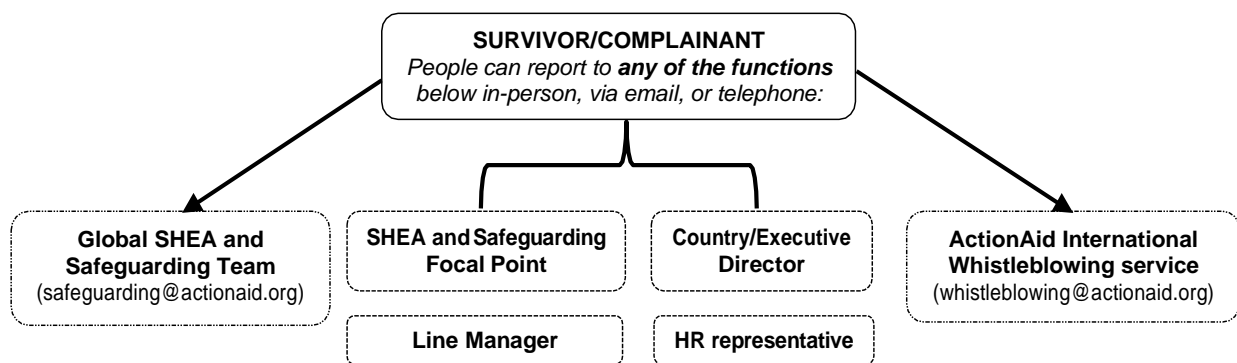 SURVIVOR/COMPLAINANT
People can report to any of the functions
below in-person, via email, or telephone:
Global SHEA and
Safeguarding Team
(safeguarding@actionaid.org)
SHEA and Safeguarding
Focal Point
Country/Executive
Director
ActionAid International
Whistleblowing service
(whistleblowing@actionaid.org)
Line Manager
HR representative